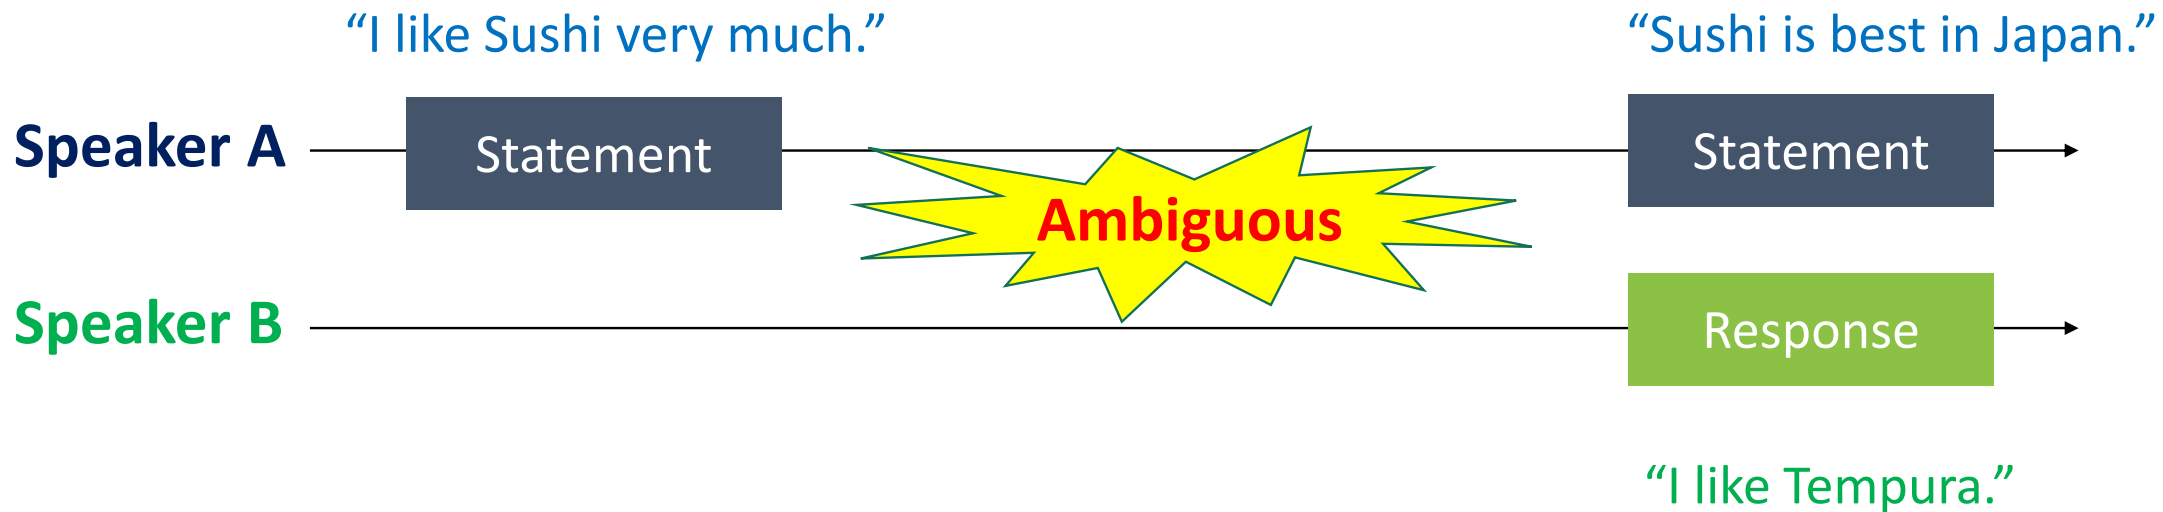 “I like Sushi very much.”
“Sushi is best in Japan.”
Speaker A
Statement
Statement
Ambiguous
Speaker B
Response
“I like Tempura.”